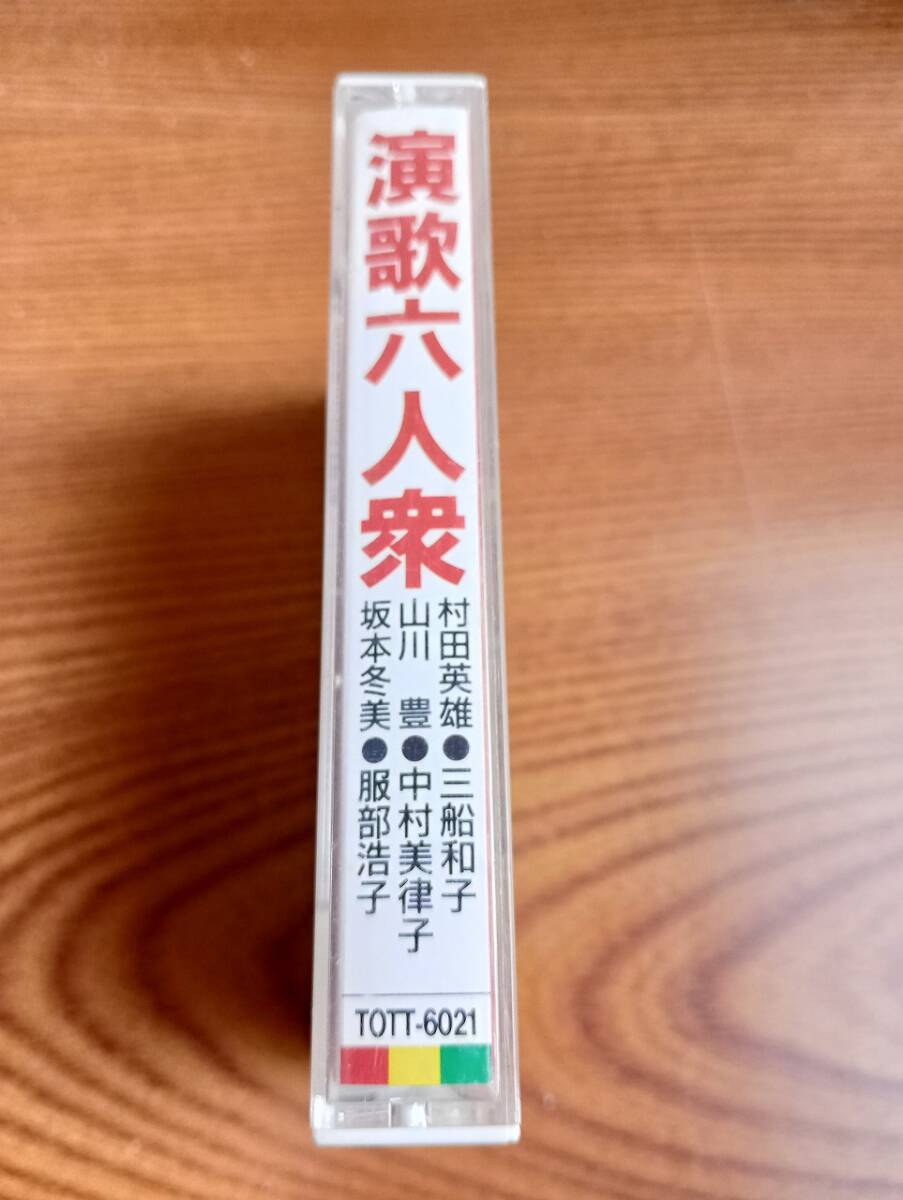 演歌六人衆
村田英雄●三船和子
山川 豊●中村美律子
坂本冬美●服部浩子
TOTT-6021